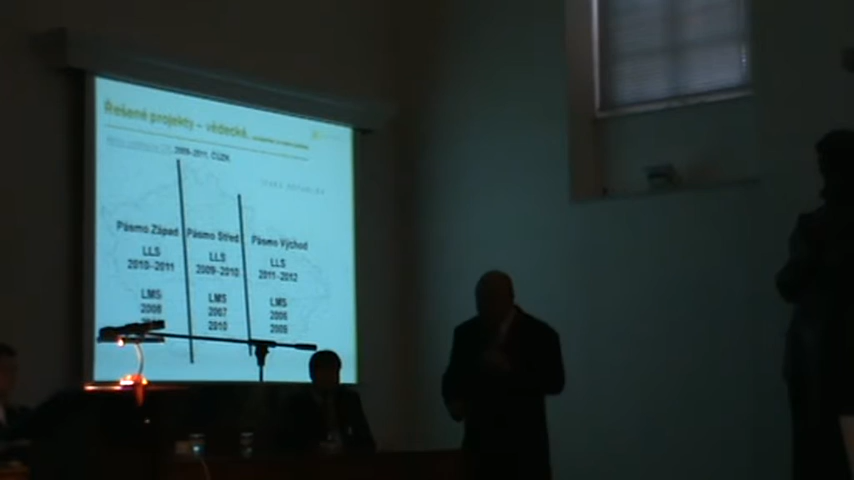 Řešené projekty – vědecké,
2009-2011, ČÚZK,
Pásmo Západ
LLS
2010–2011
LMS
2008
Pásmo Střed
LLS
2009–2010
LMS
2007
2010
Pásmo Východ
LLS
2011–2012
LMS
2006
2009